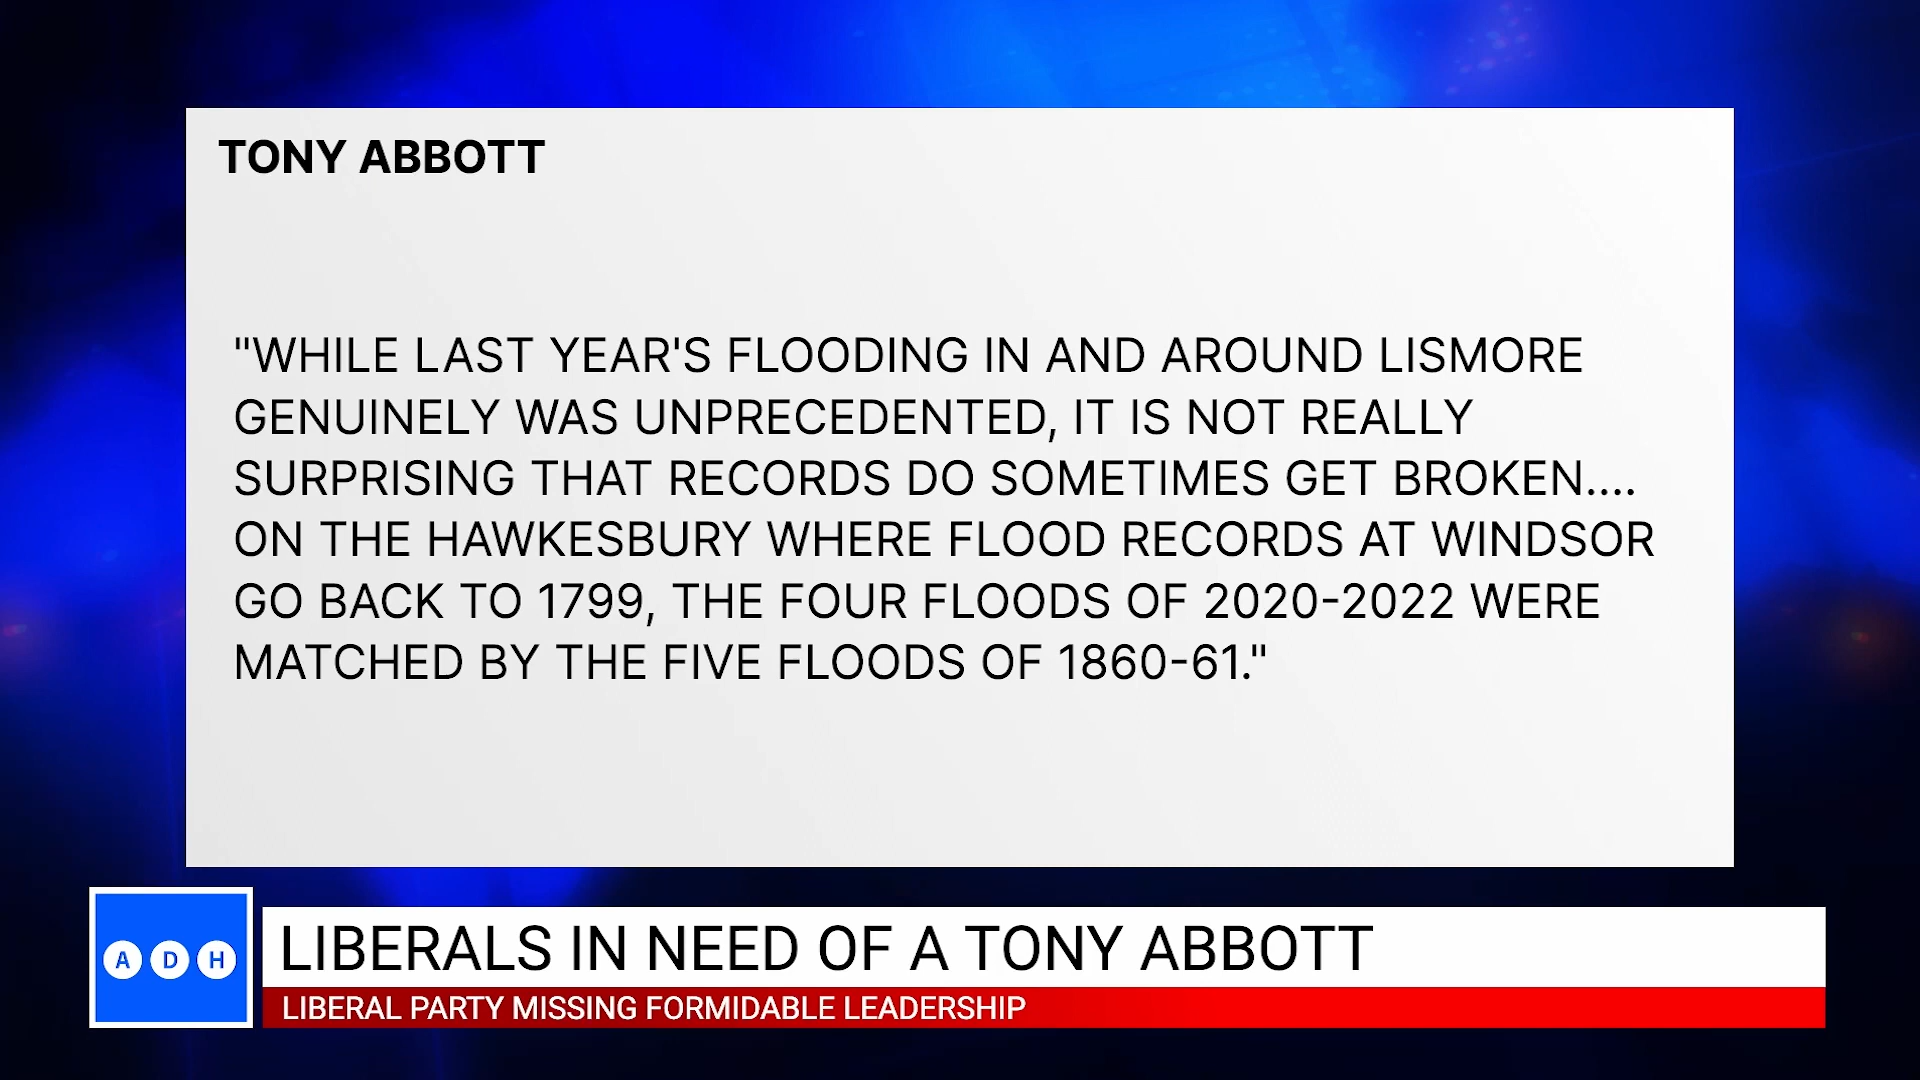 TONY ABBOTT
"WHILE LAST YEAR'S FLOODING IN AND AROUND LISMORE
GENUINELY WAS UNPRECEDENTED, IT IS NOT REALLY
SURPRISING THAT RECORDS DO SOMETIMES GET BROKEN....
ON THE HAWKESBURY WHERE FLOOD RECORDS AT WINDSOR
GO BACK TO 1799, THE FOUR FLOODS OF 2020-2022 WERE
MATCHED BY THE FIVE FLOODS OF 1860-61."
A D H
LIBERALS IN NEED OF A TONY ABBOTT
LIBERAL PARTY MISSING FORMIDABLE LEADERSHIP